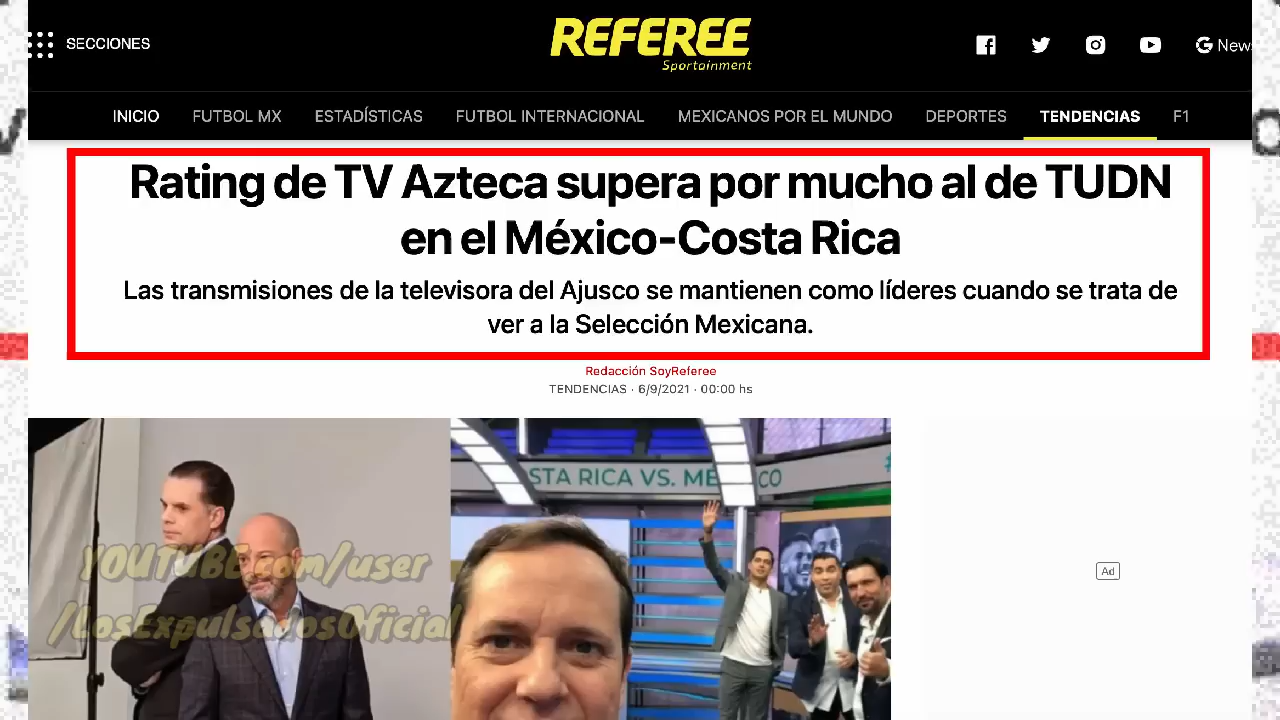 SECCIONES
REFEREE
Sportainment
New
INICIO FUTBOL MX ESTADÍSTICAS FUTBOL INTERNACIONAL MEXICANOS POR EL MUNDO DEPORTES TENDENCIAS F1
Rating de TV Azteca supera por mucho al de TUDN
en el México-Costa Rica
Las transmisiones de la televisora del Ajusco se mantienen como líderes cuando se trata de
ver a la Selección Mexicana.
Redacción SoyReferee
TENDENCIAS · 6/9/2021 · 00:00 hs
STA RICA VS. ME CO
YOUTUBE.com/user
/LosExpulsadosOficial
Ad